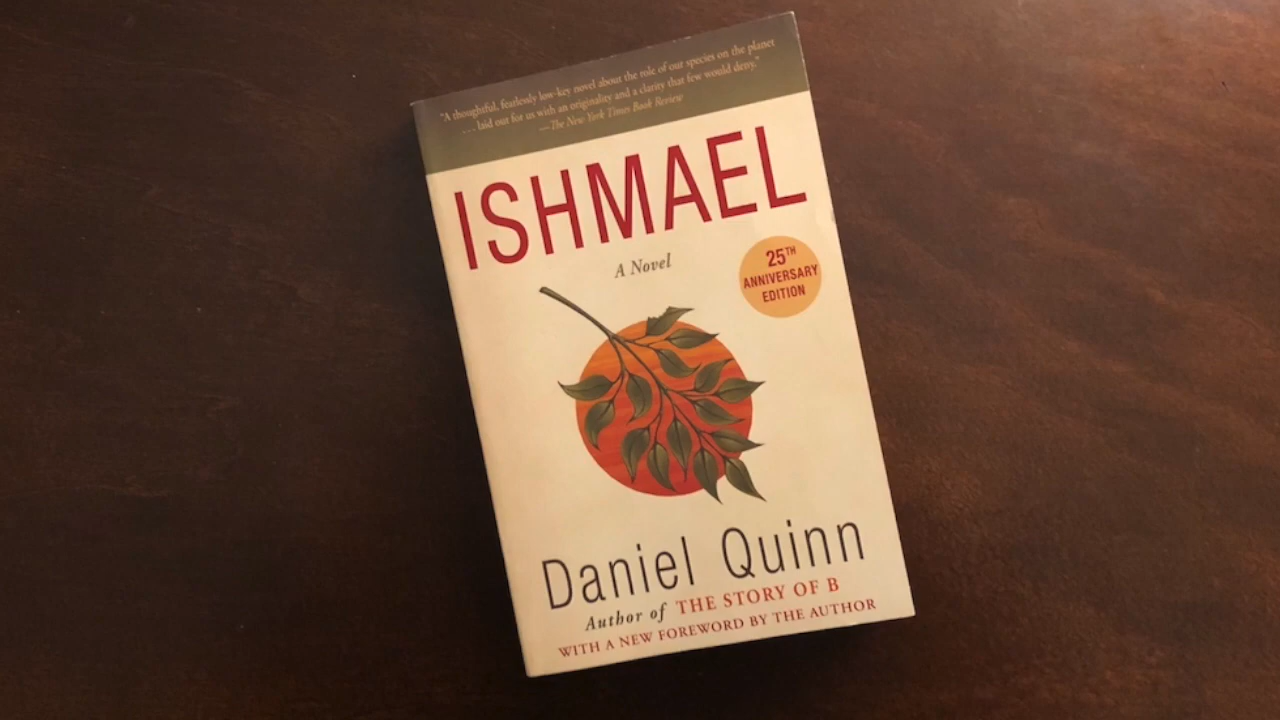 "A thoughtful, fearlessly low-key novel about the role of our species on the planet
. . . laid out for us with an originality and a clarity that few would deny."
—The New York Times Book Review
ISHMAEL
A Novel
25TH
ANNIVERSARY
EDITION
Daniel Quinn
Author of THE STORY OF B
WITH A NEW FOREWORD BY THE AUTHOR